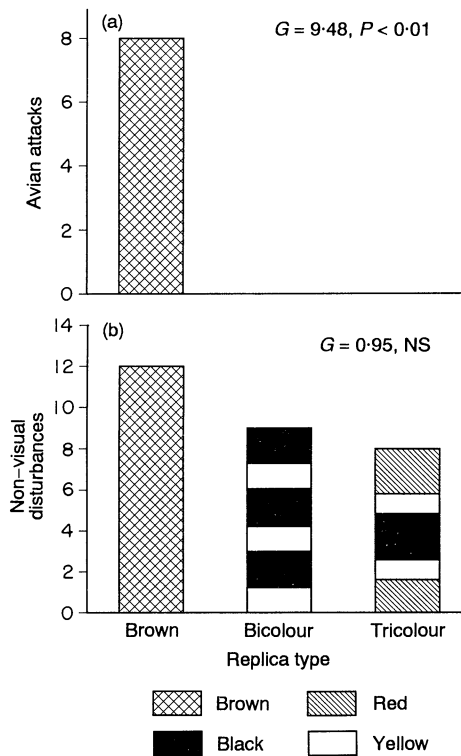 (a)
G = 9·48, P < 0·01
8
6
4
2
0
Avian attacks
(b)
G = 0·95, NS
14
12
10
8
6
4
2
0
Non-visual
disturbances
Brown Bicolour Tricolour
Replica type
Brown Red
Black Yellow